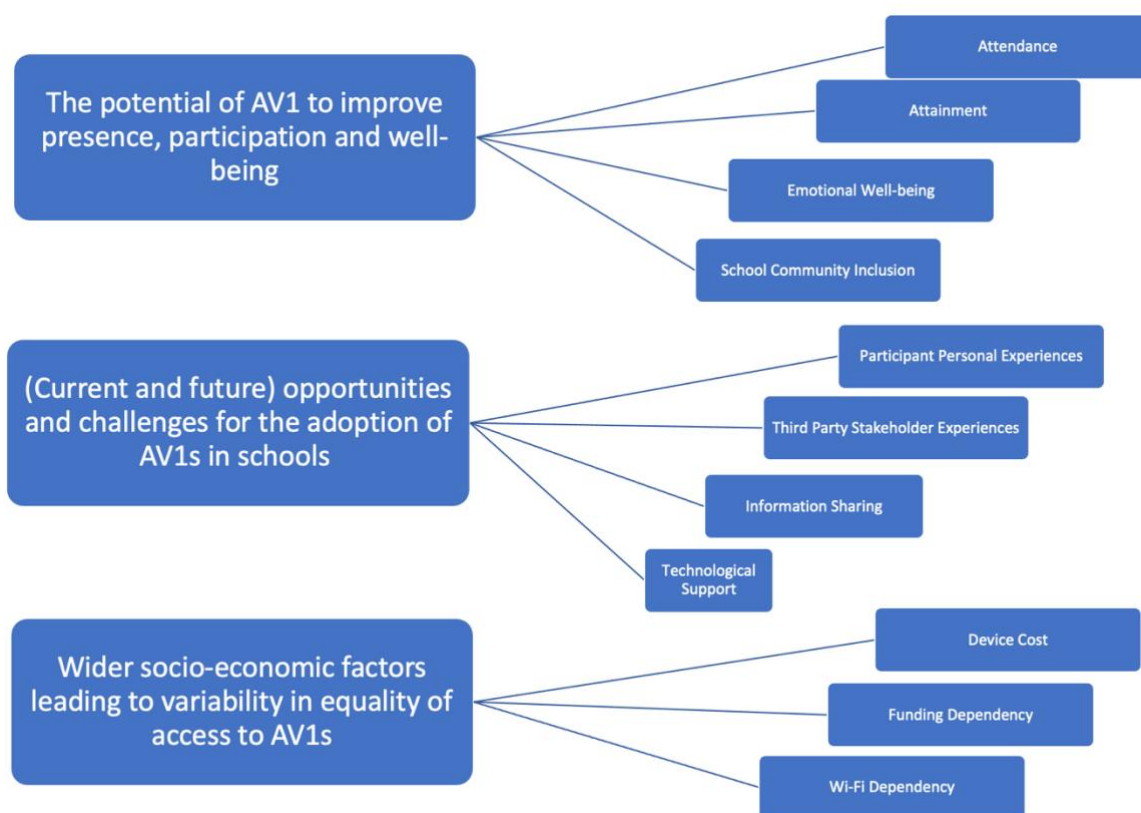 The potential of AV1 to improve
presence, participation and well-
being
Attendance
Attainment
Emotional Well-being
School Community Inclusion
(Current and future) opportunities
and challenges for the adoption of
AV1s in schools
Participant Personal Experiences
Third Party Stakeholder Experiences
Information Sharing
Technological
Support
Wider socio-economic factors
leading to variability in equality of
access to AV1s
Device Cost
Funding Dependency
Wi-Fi Dependency